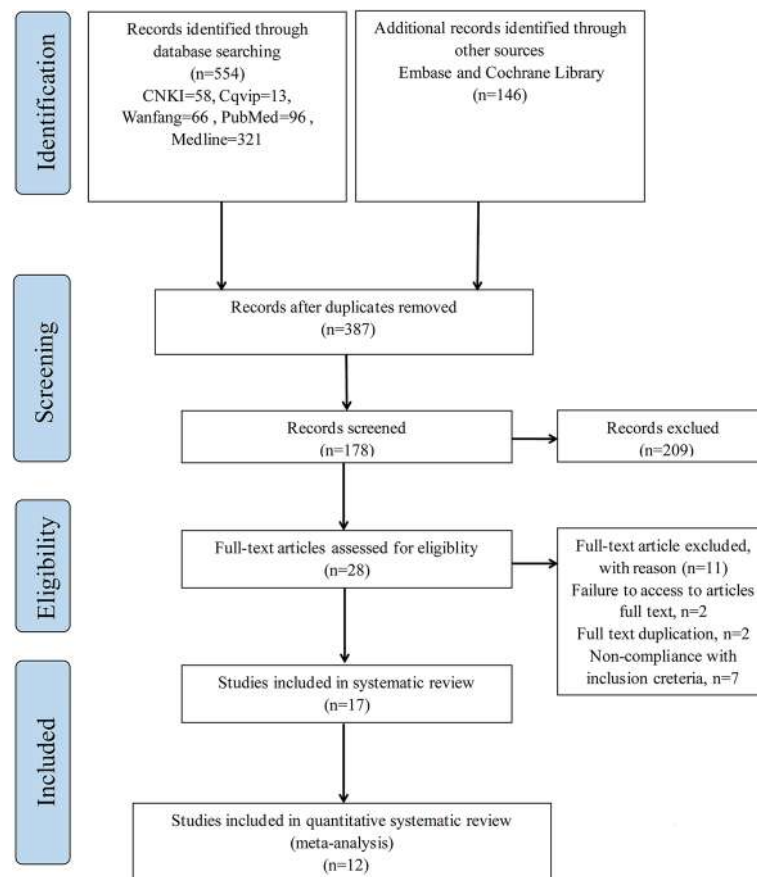 Identification
Records identified through
database searching
(n=554)
CNKI=58, Cqvip=13,
Wanfang=66 , PubMed=96 ,
Medline=321
Additional records identified through
other sources
Embase and Cochrane Library
(n=146)
Screening
Records after duplicates removed
(n=387)
Records screened
(n=178)
Records exclued
(n=209)
Eligibility
Full-text articles assessed for eligiblity
(n=28)
Full-text article excluded,
with reason (n=11)
Failure to access to articles
full text, n=2
Full text duplication, n=2
Non-compliance with
inclusion creteria, n=7
Included
Studies included in systematic review
(n=17)
Studies included in quantitative systematic review
(meta-analysis)
(n=12)